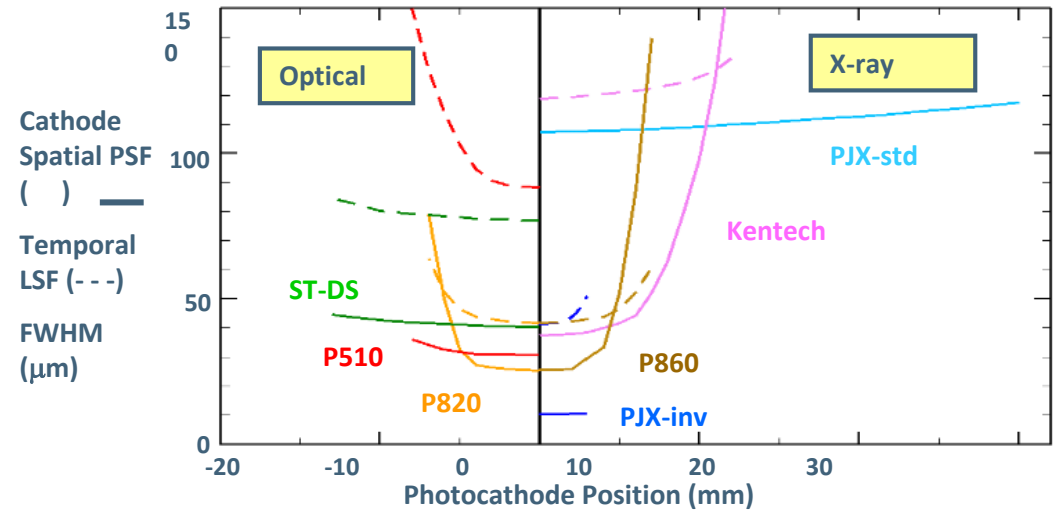 15
0
Optical
X-ray
Cathode
Spatial PSF
( )
100
PJX-std
Kentech
Temporal
LSF (- - -)
ST-DS
50
FWHM
(μm)
P510
P860
P820
PJX-inv
0
-20 -10 0 10 20 30
Photocathode Position (mm)